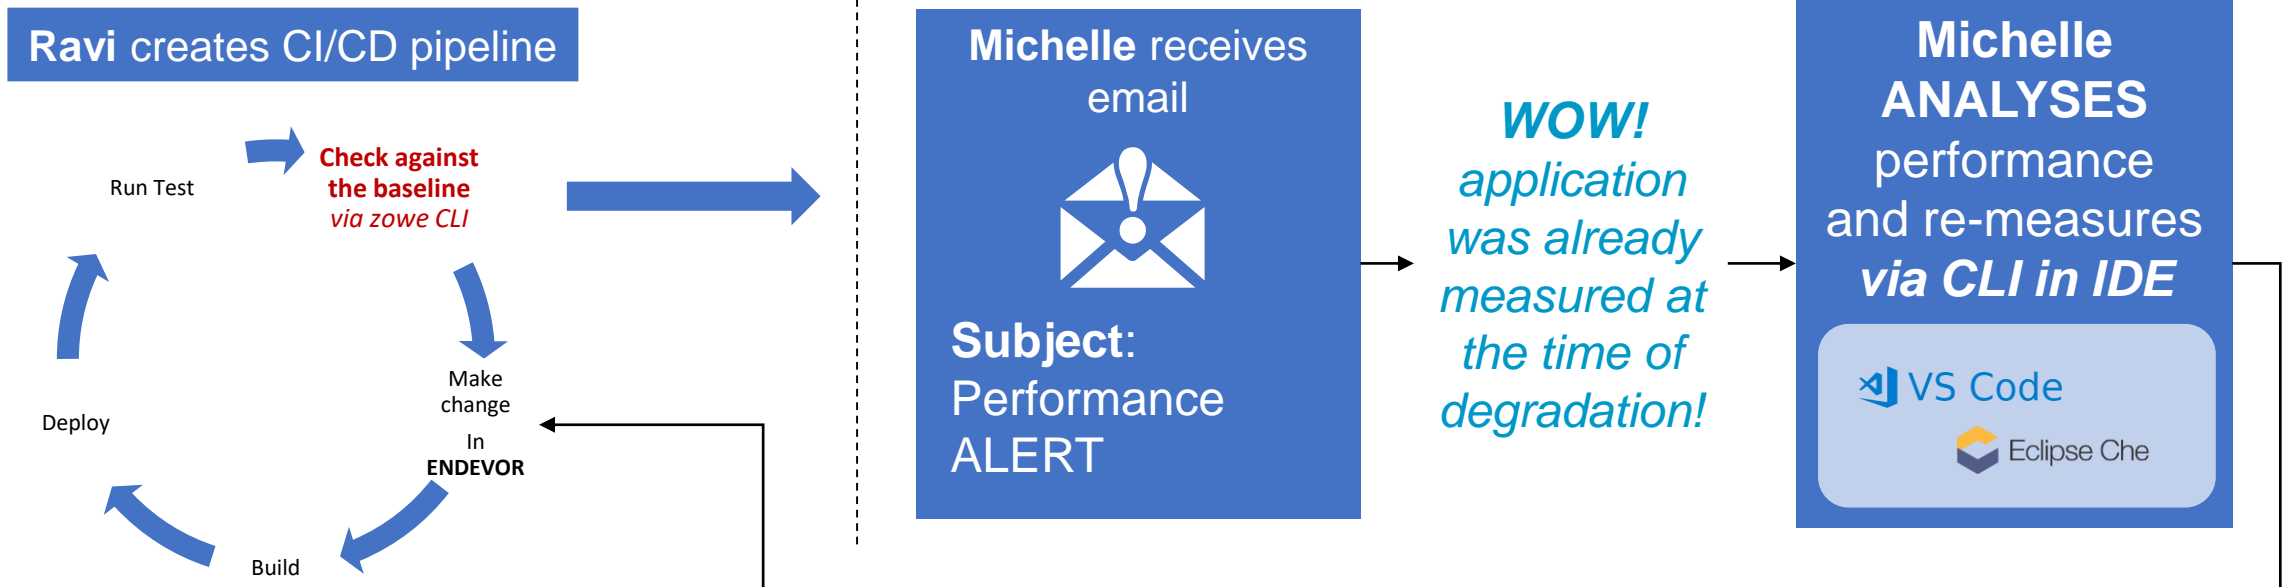 Ravi creates CI/CD pipeline
Run Test
Check against
the baseline
via zowe CLI
Make
change
In
ENDEVOR
Build
Deploy
Michelle receives
email
Subject:
Performance
ALERT
WOW!
application
was already
measured at
the time of
degradation!
Michelle
ANALYSES
performance
and re-measures
via CLI in IDE
VS Code
Eclipse Che